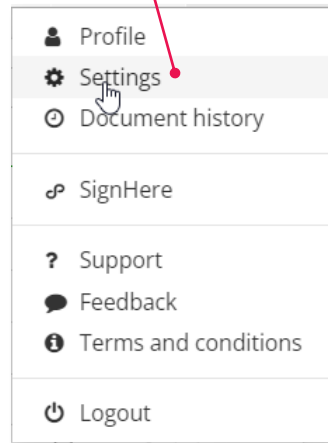 Profile
Settings
Document history
SignHere
Support
Feedback
Terms and conditions
Logout